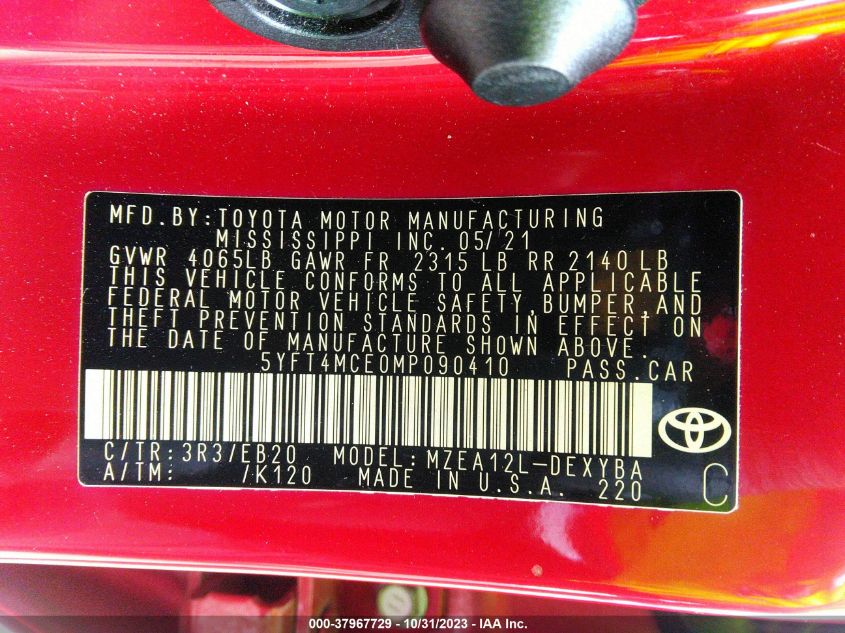 MFD.BY:TOYOTA MOTOR MANUFACTURING
MISSISSIPPI INC. 05/21
GVWR 4065LB GAWR FR 2315 LB RR 2140 LB
THIS VEHICLE CONFORMS TO ALL APPLICABLE
FEDERAL MOTOR VEHICLE SAFETY, BUMPER, AND
THEFT PREVENTION STANDARDS IN EFFECT ON
THE DATE OF MANUFACTURE SHOWN ABOVE.
5YFT4MCE0MP090410 PASS.CAR
C/TR: 3R3/EB20 MODEL: MZEA12L-DEXYBA
A/TM: /K120 MADE IN U.S.A. 220 C
000-37967729 - 10/31/2023 - IAA Inc.